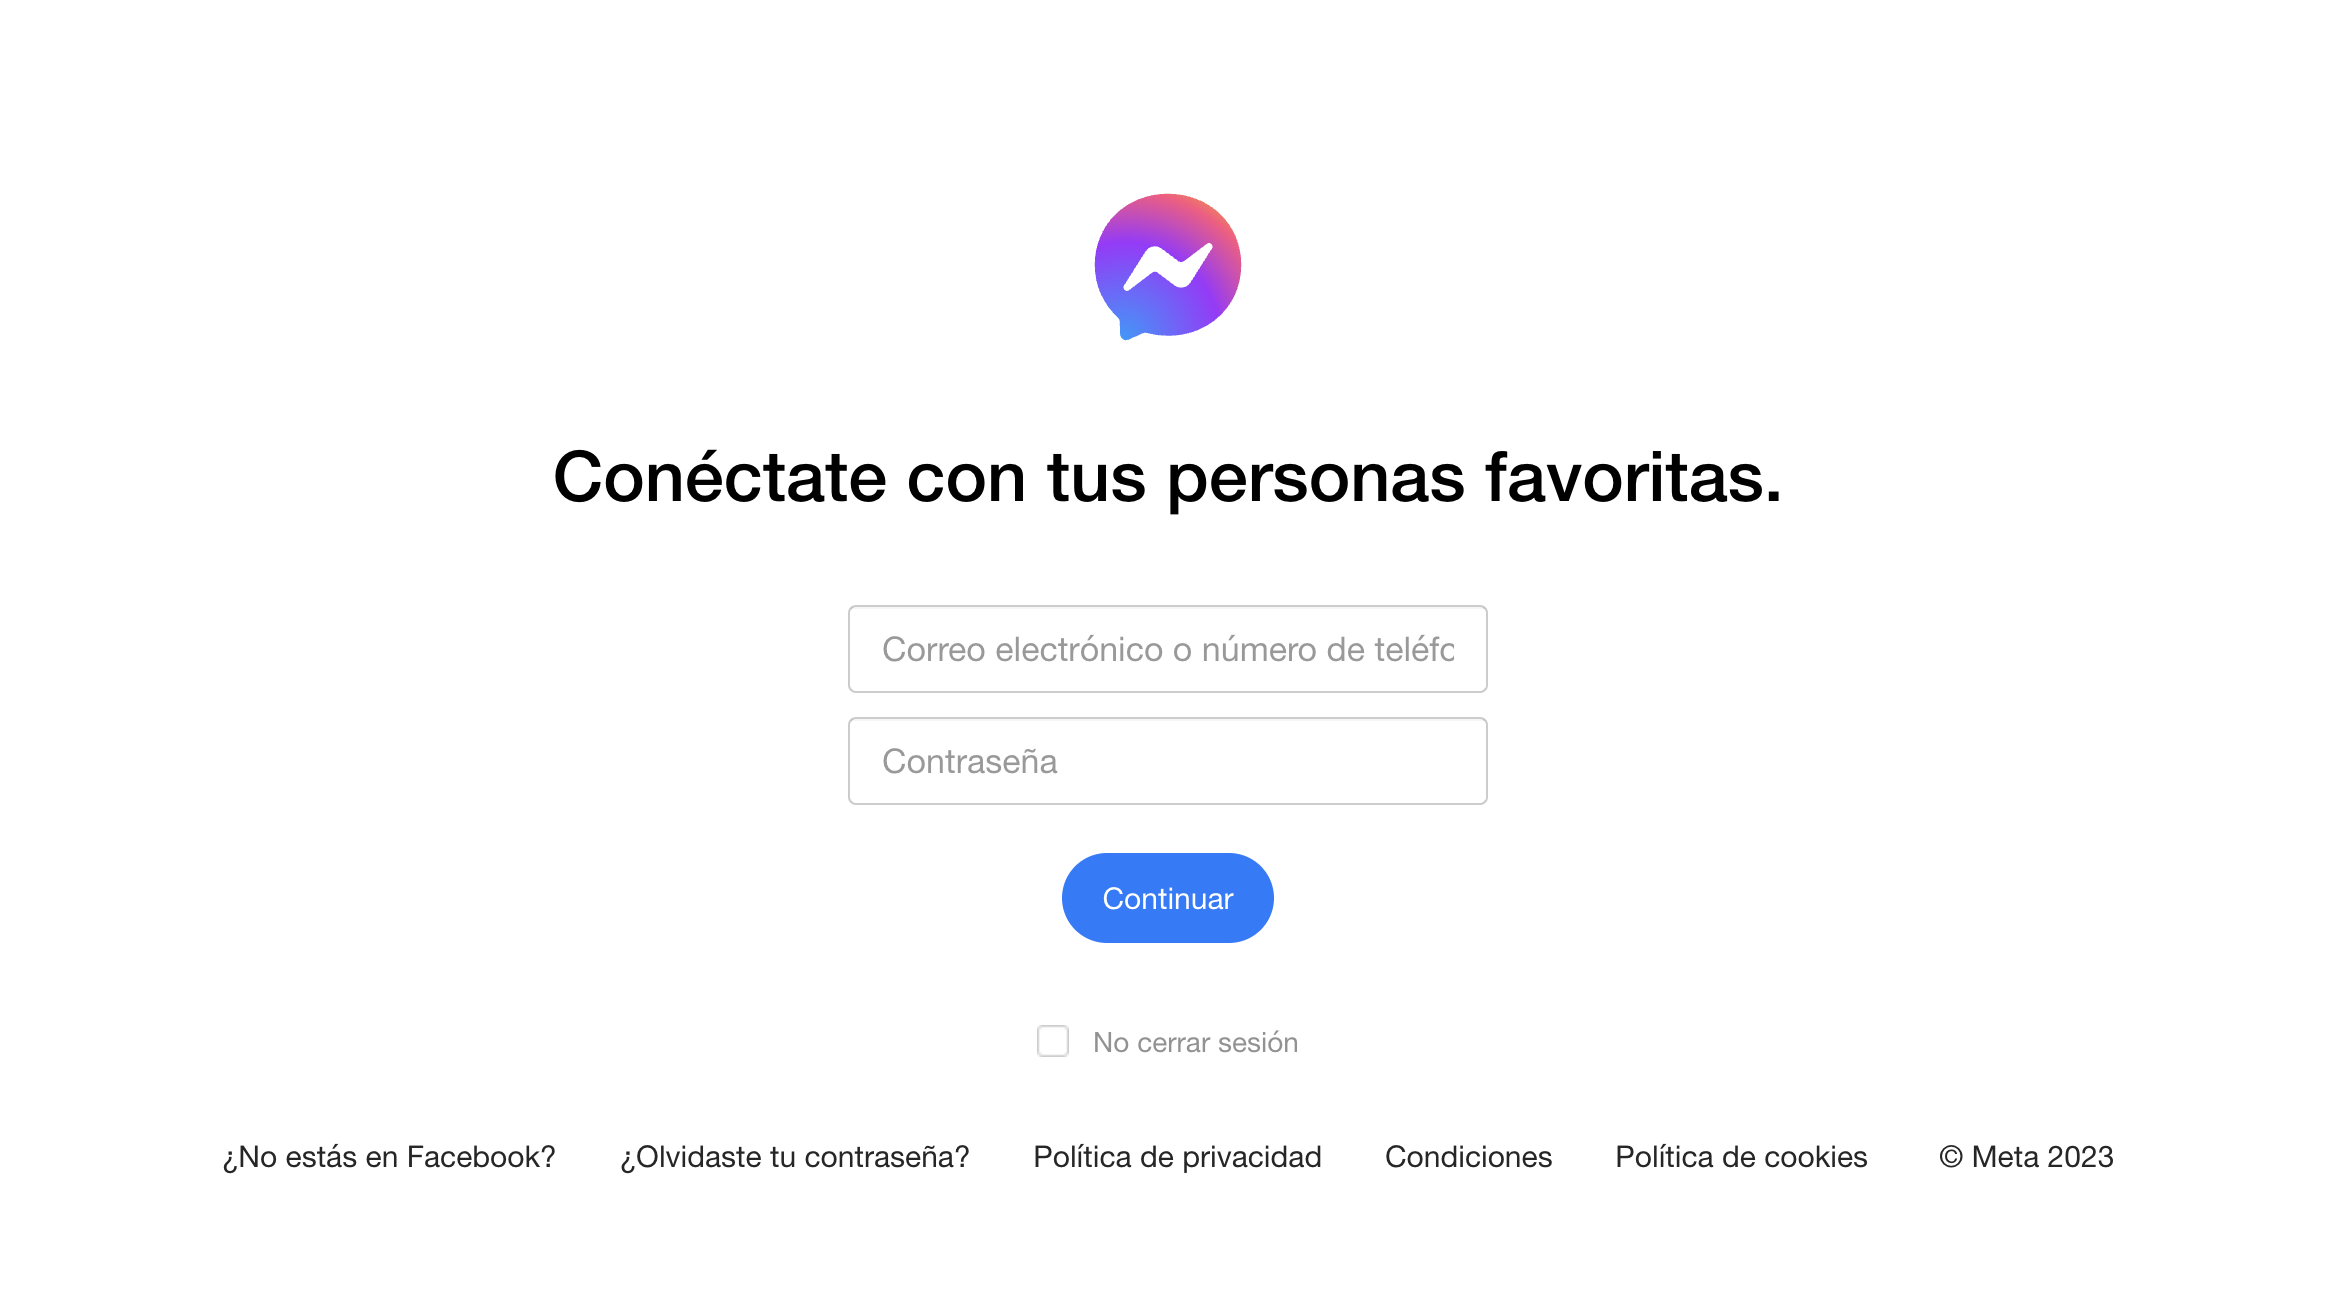 Conéctate con tus personas favoritas.
Correo electrónico o número de teléfo
Contraseña
Continuar
No cerrar sesión
¿No estás en Facebook? ¿Olvidaste tu contraseña? Política de privacidad Condiciones Política de cookies © Meta 2023